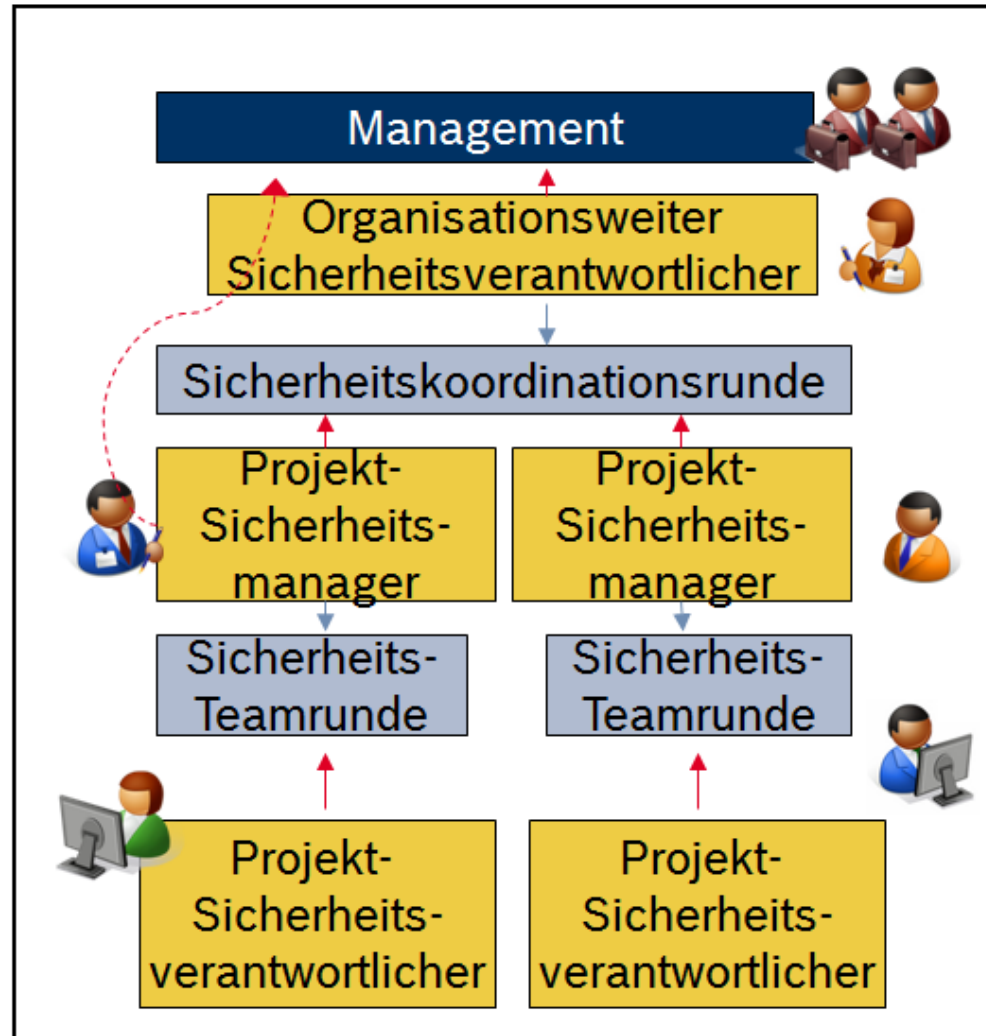 Management
Organisationsweiter
Sicherheitsverantwortlicher
Sicherheitskoordinationsrunde
Projekt-
Sicherheits-
manager
Projekt-
Sicherheits-
manager
Sicherheits-
Teamrunde
Sicherheits-
Teamrunde
Projekt-
Sicherheits-
verantwortlicher
Projekt-
Sicherheits-
verantwortlicher